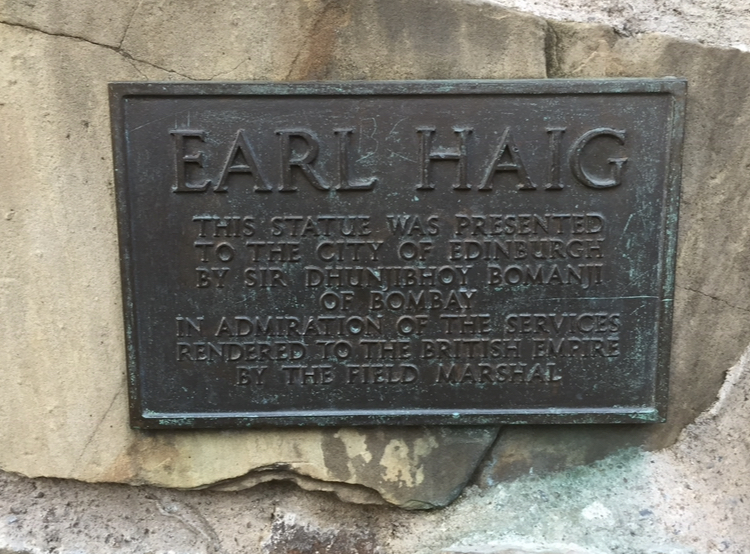 EARL HAIG
THIS STATUE WAS PRESENTED
TO THE CITY OF EDINBURGH
BY SIR DHUNJIBHOY BOMANJI
OF BOMBAY
IN ADMIRATION OF THE SERVICES
RENDERED TO THE BRITISH EMPIRE
BY THE FIELD MARSHAL